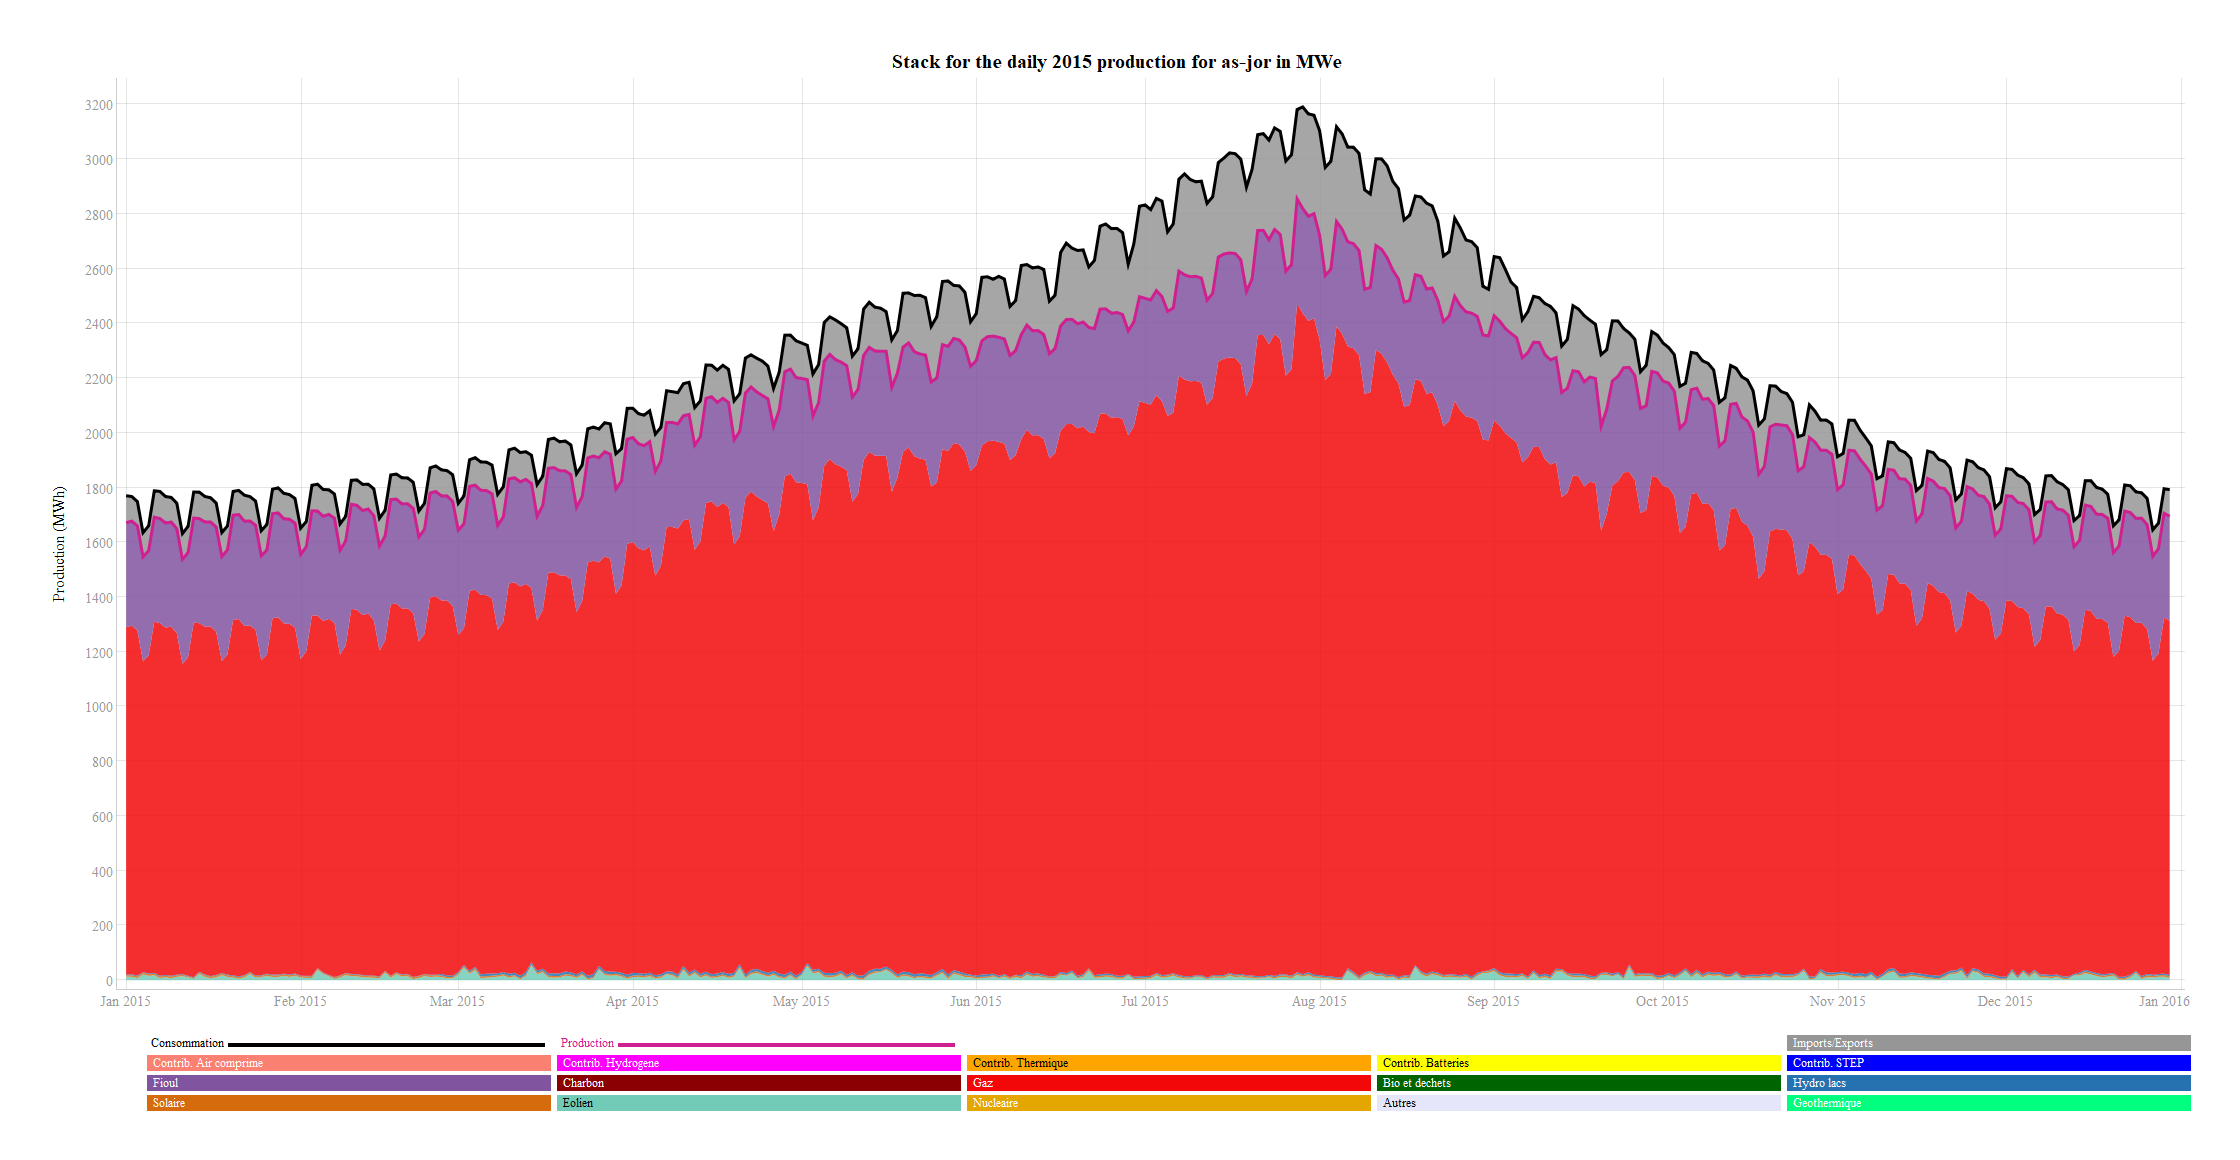 Stack for the daily 2015 production for as-jor in MWe
Production (MWh)
3200
3000
2800
2600
2400
2200
2000
1800
1600
1400
1200
1000
800
600
400
200
0
Jan 2015 Feb 2015 Mar 2015 Apr 2015 May 2015 Jun 2015 Jul 2015 Aug 2015 Sep 2015 Oct 2015 Nov 2015 Dec 2015 Jan 2016
Consommation Production Imports/Exports
Contrib. Air comprime Contrib. Hydrogene Contrib. Thermique Contrib. Batteries Contrib. STEP
Fioul Charbon Gaz Bio et dechets Hydro lacs
Solaire Eolien Nucleaire Autres Geothermique